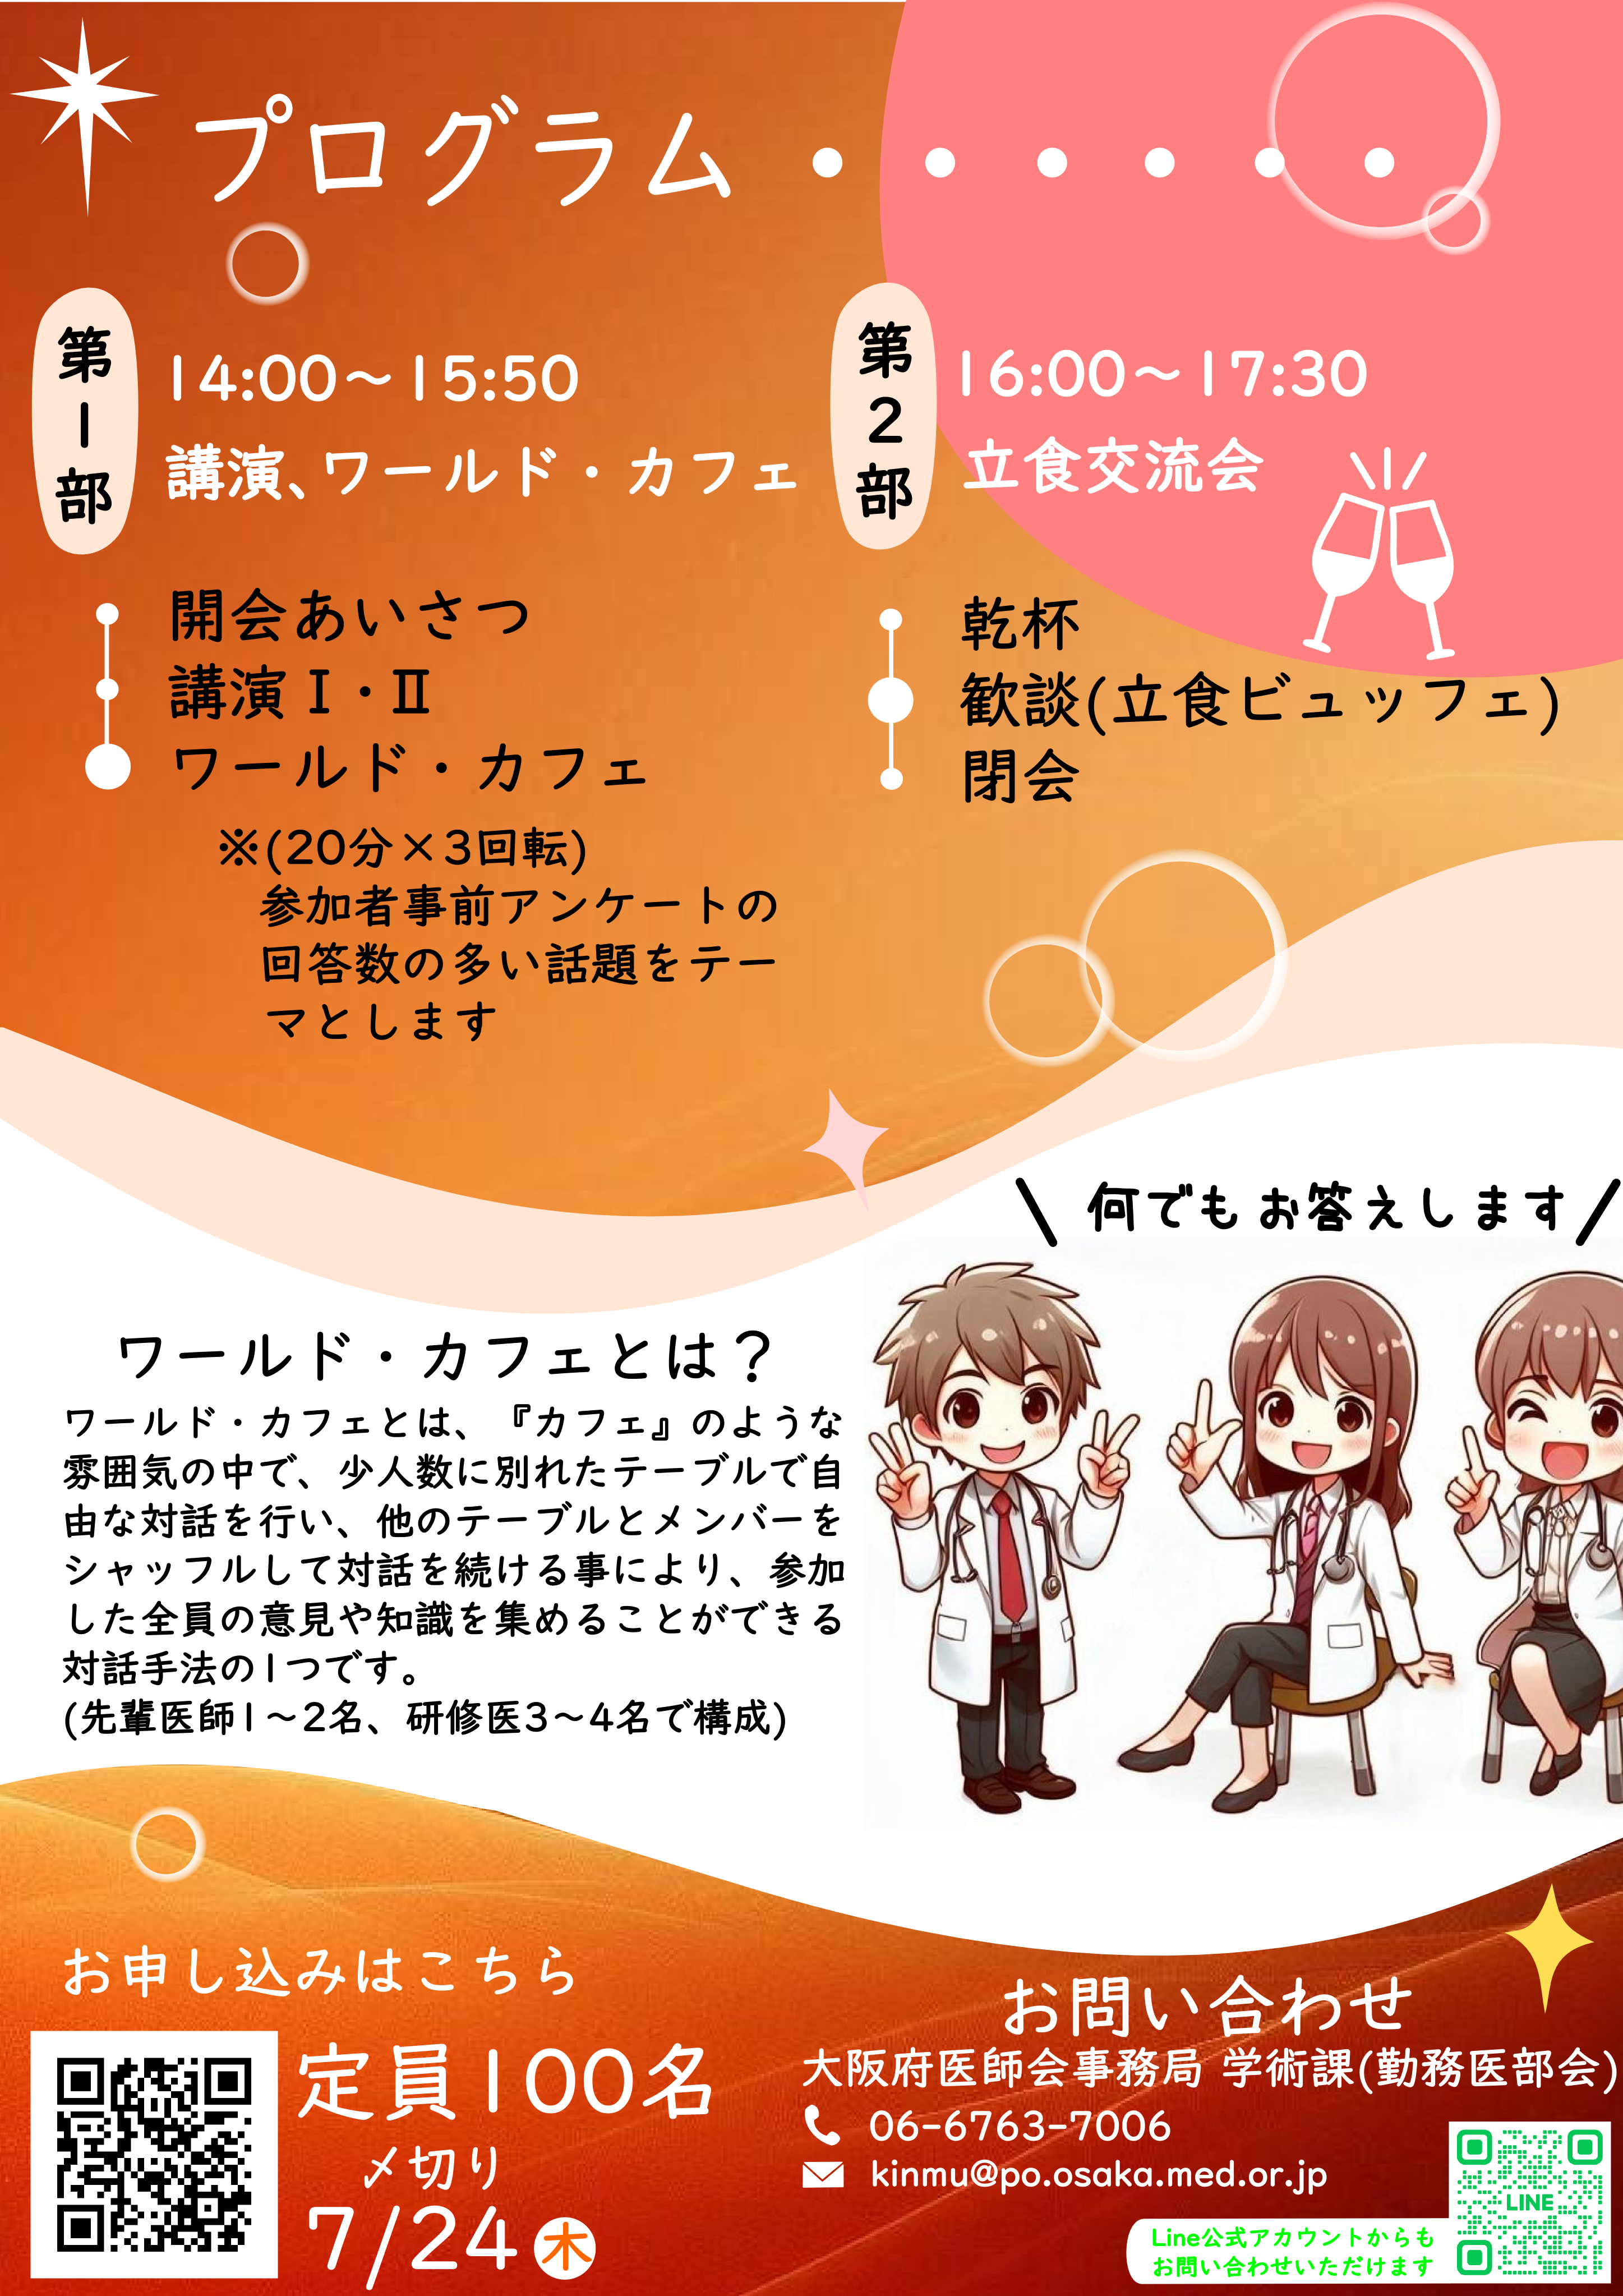 プログラム・・・・・・
第1部
14:00～15:50
講演、ワールド・カフェ
開会あいさつ
講演Ⅰ・Ⅱ
ワールド・カフェ
※(20分×3回転)
参加者事前アンケートの
回答数の多い話題をテー
マとします
第2部
16:00～17:30
立食交流会
乾杯
歓談(立食ビュッフェ)
閉会
\ 何でもお答えします /
ワールド・カフェとは？
ワールド・カフェとは、『カフェ』のような
雰囲気の中で、少人数に別れたテーブルで自
由な対話を行い、他のテーブルとメンバーを
シャッフルして対話を続ける事により、参加
した全員の意見や知識を集めることができる
対話手法の1つです。
(先輩医師1～2名、研修医3～4名で構成)
お申し込みはこちら
定員100名
〆切り
7/24木
お問い合わせ
大阪府医師会事務局 学術課(勤務医部会)
06-6763-7006
kinmu@po.osaka.med.or.jp
Line公式アカウントからも
お問い合わせいただけます
LINE